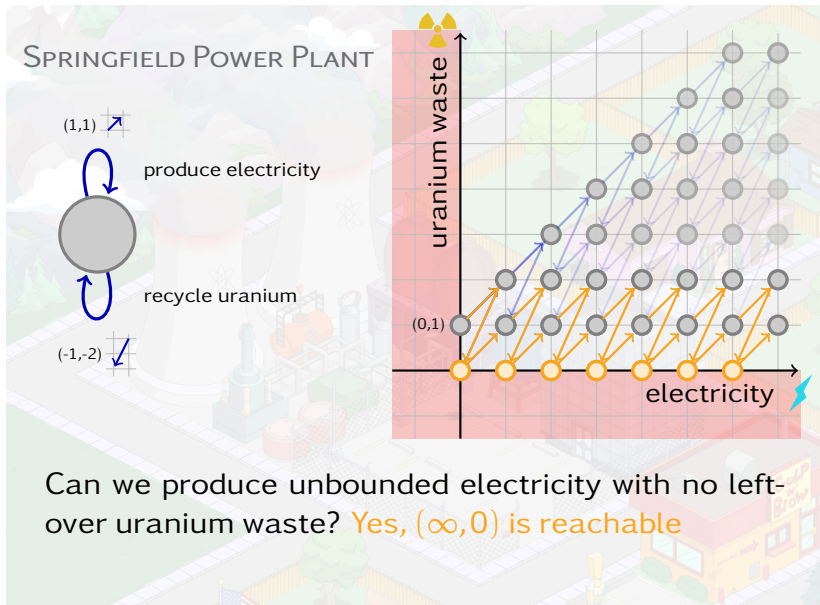 SPRINGFIELD POWER PLANT
(1,1)
produce electricity
recycle uranium
(-1,-2)
uranium waste
(0,1)
electricity
Can we produce unbounded electricity with no left-
over uranium waste? Yes, (∞,0) is reachable